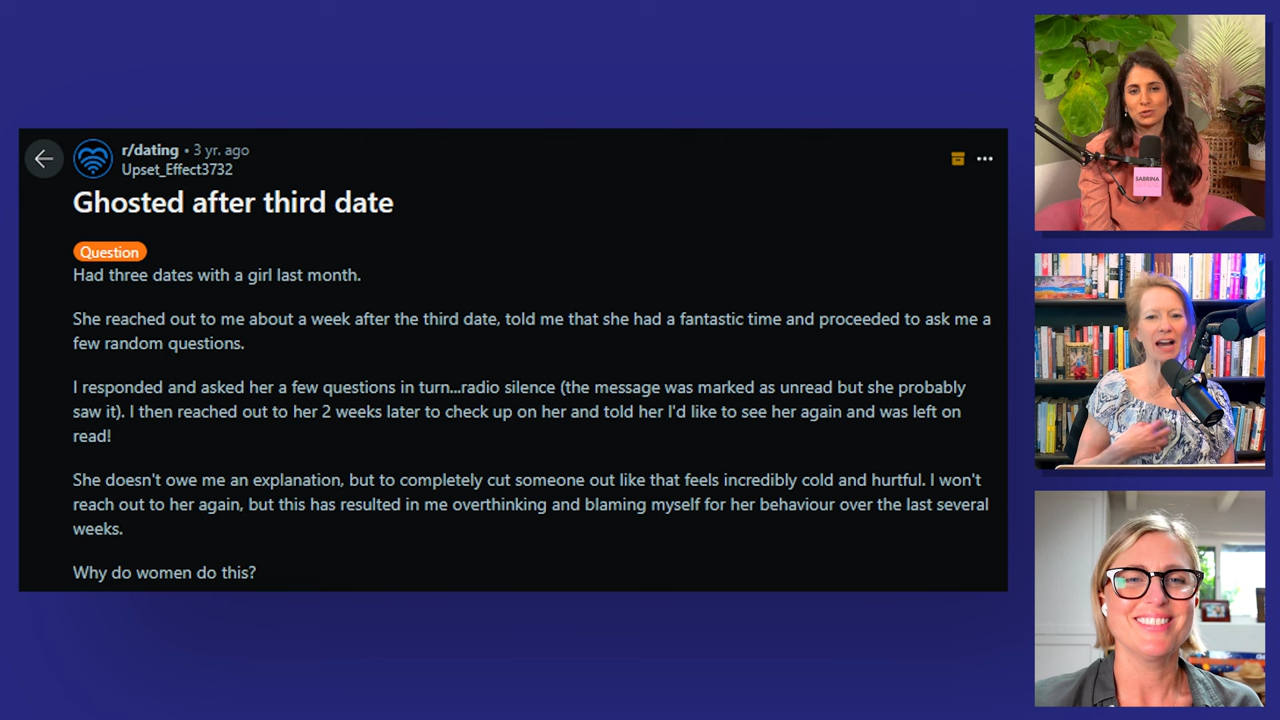 r/dating • 3 yr. ago
Upset_Effect3732
Ghosted after third date
Question
Had three dates with a girl last month.
She reached out to me about a week after the third date, told me that she had a fantastic time and proceeded to ask me a
few random questions.
I responded and asked her a few questions in turn...radio silence (the message was marked as unread but she probably
saw it). I then reached out to her 2 weeks later to check up on her and told her I'd like to see her again and was left on
read!
She doesn't owe me an explanation, but to completely cut someone out like that feels incredibly cold and hurtful. I won't
reach out to her again, but this has resulted in me overthinking and blaming myself for her behaviour over the last several
weeks.
Why do women do this?
SABRINA